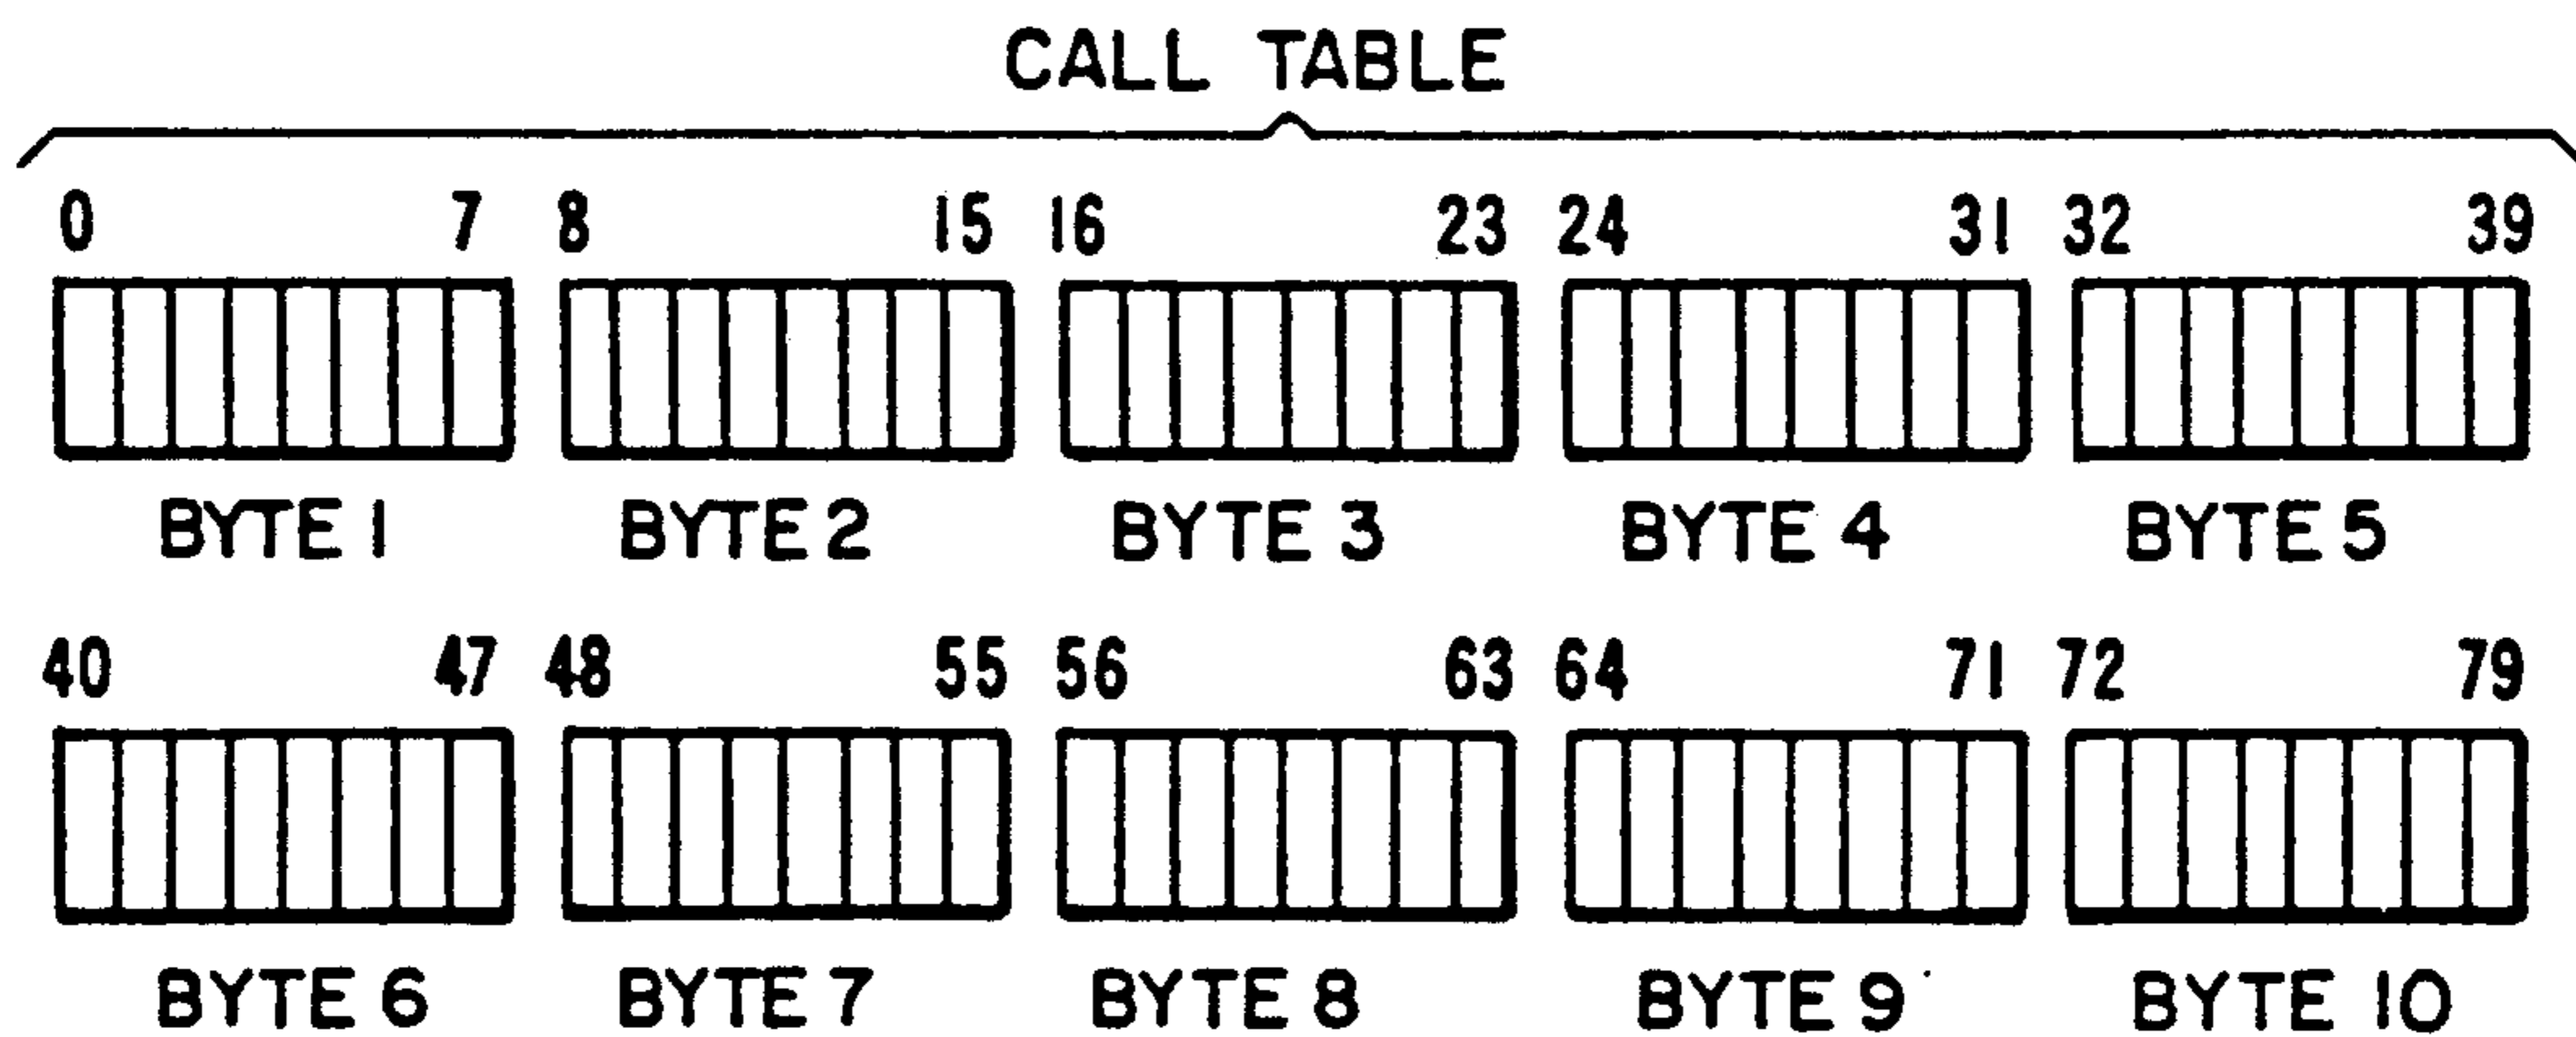 CALL TABLE
0 7 8 15 16 23 24 31 32 39
BYTE 1 BYTE 2 BYTE 3 BYTE 4 BYTE 5
40 47 48 55 56 63 64 71 72 79
BYTE 6 BYTE 7 BYTE 8 BYTE 9 BYTE 10